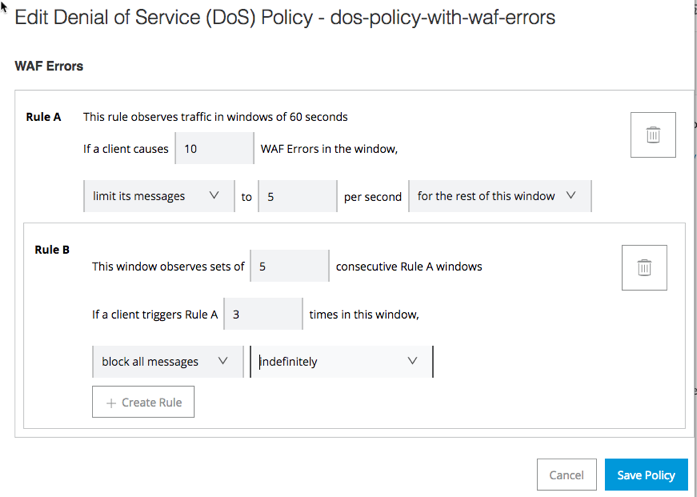 Edit Denial of Service (DoS) Policy - dos-policy-with-waf-errors
WAF Errors
Rule A This rule observes traffic in windows of 60 seconds
If a client causes 10 WAF Errors in the window,
limit its messages to 5 per second for the rest of this window
Rule B
This window observes sets of 5 consecutive Rule A windows
If a client triggers Rule A 3 times in this window,
block all messages Indefinitely
+ Create Rule
Cancel Save Policy